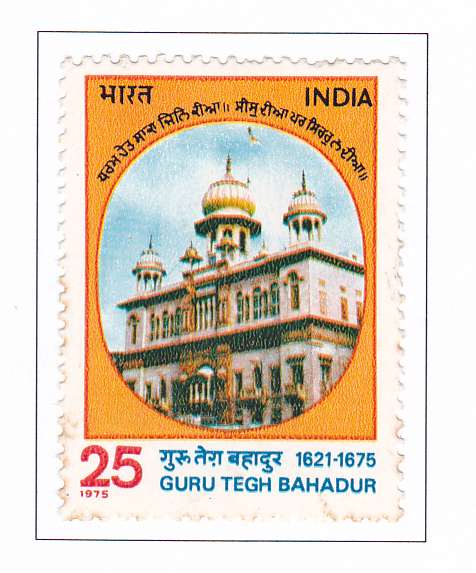 भारत INDIA
ਧਰਮ ਹੇਤ ਸਾਕਾ ਜਿਨਿ ਕੀਆ॥ ਸੀਸੁ ਦੀਆ ਪਰ ਸਿਰਰੁ ਨ ਦੀਆ॥
25 गुरू तेग़ बहादुर 1621-1675
1975 GURU TEGH BAHADUR